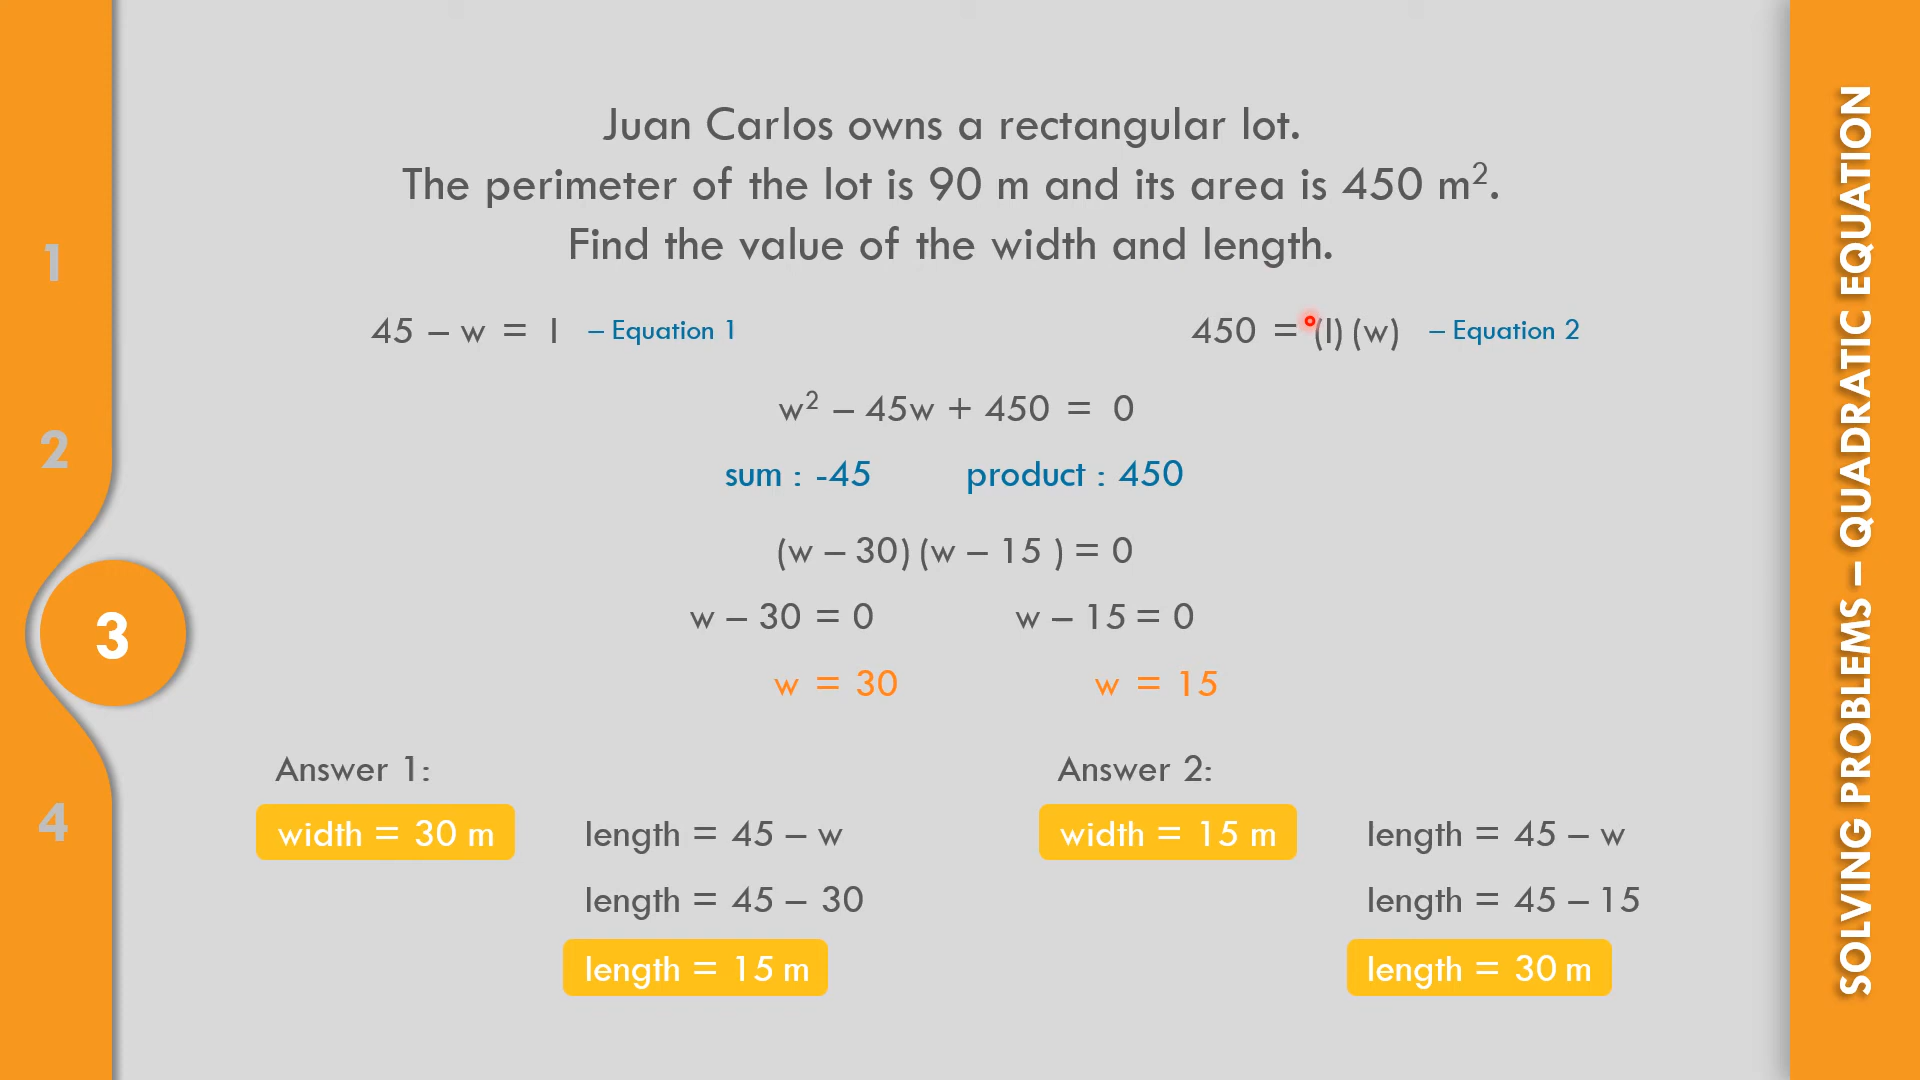 Juan Carlos owns a rectangular lot.
The perimeter of the lot is 90 m and its area is 450 m².
Find the value of the width and length.
45 – w = l – Equation 1
450 = (l) (w) – Equation 2
w² – 45w + 450 = 0
sum : -45 product : 450
(w – 30) (w – 15 ) = 0
w – 30 = 0 w – 15 = 0
w = 30 w = 15
Answer 1: Answer 2:
width = 30 m length = 45 – w width = 15 m length = 45 – w
length = 45 – 30 length = 45 – 15
length = 15 m length = 30 m
1
2
3
4
SOLVING PROBLEMS – QUADRATIC EQUATION